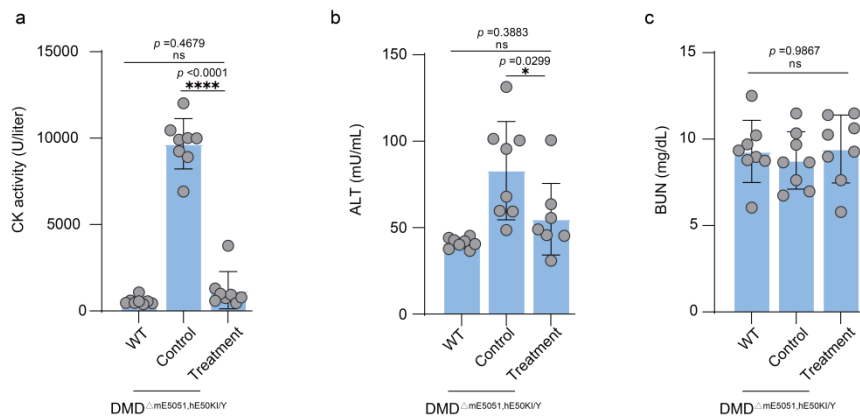 a
p =0.4679
ns
p <0.0001
****
CK activity (U/liter)
15000
10000
5000
0
WT
Control
Treatment
DMD△mE5051,hE50KI/Y
b
p =0.3883
ns
p =0.0299
*
ALT (mU/mL)
150
100
50
0
WT
Control
Treatment
DMD△mE5051,hE50KI/Y
c
p =0.9867
ns
BUN (mg/dL)
15
10
5
0
WT
Control
Treatment
DMD△mE5051,hE50KI/Y